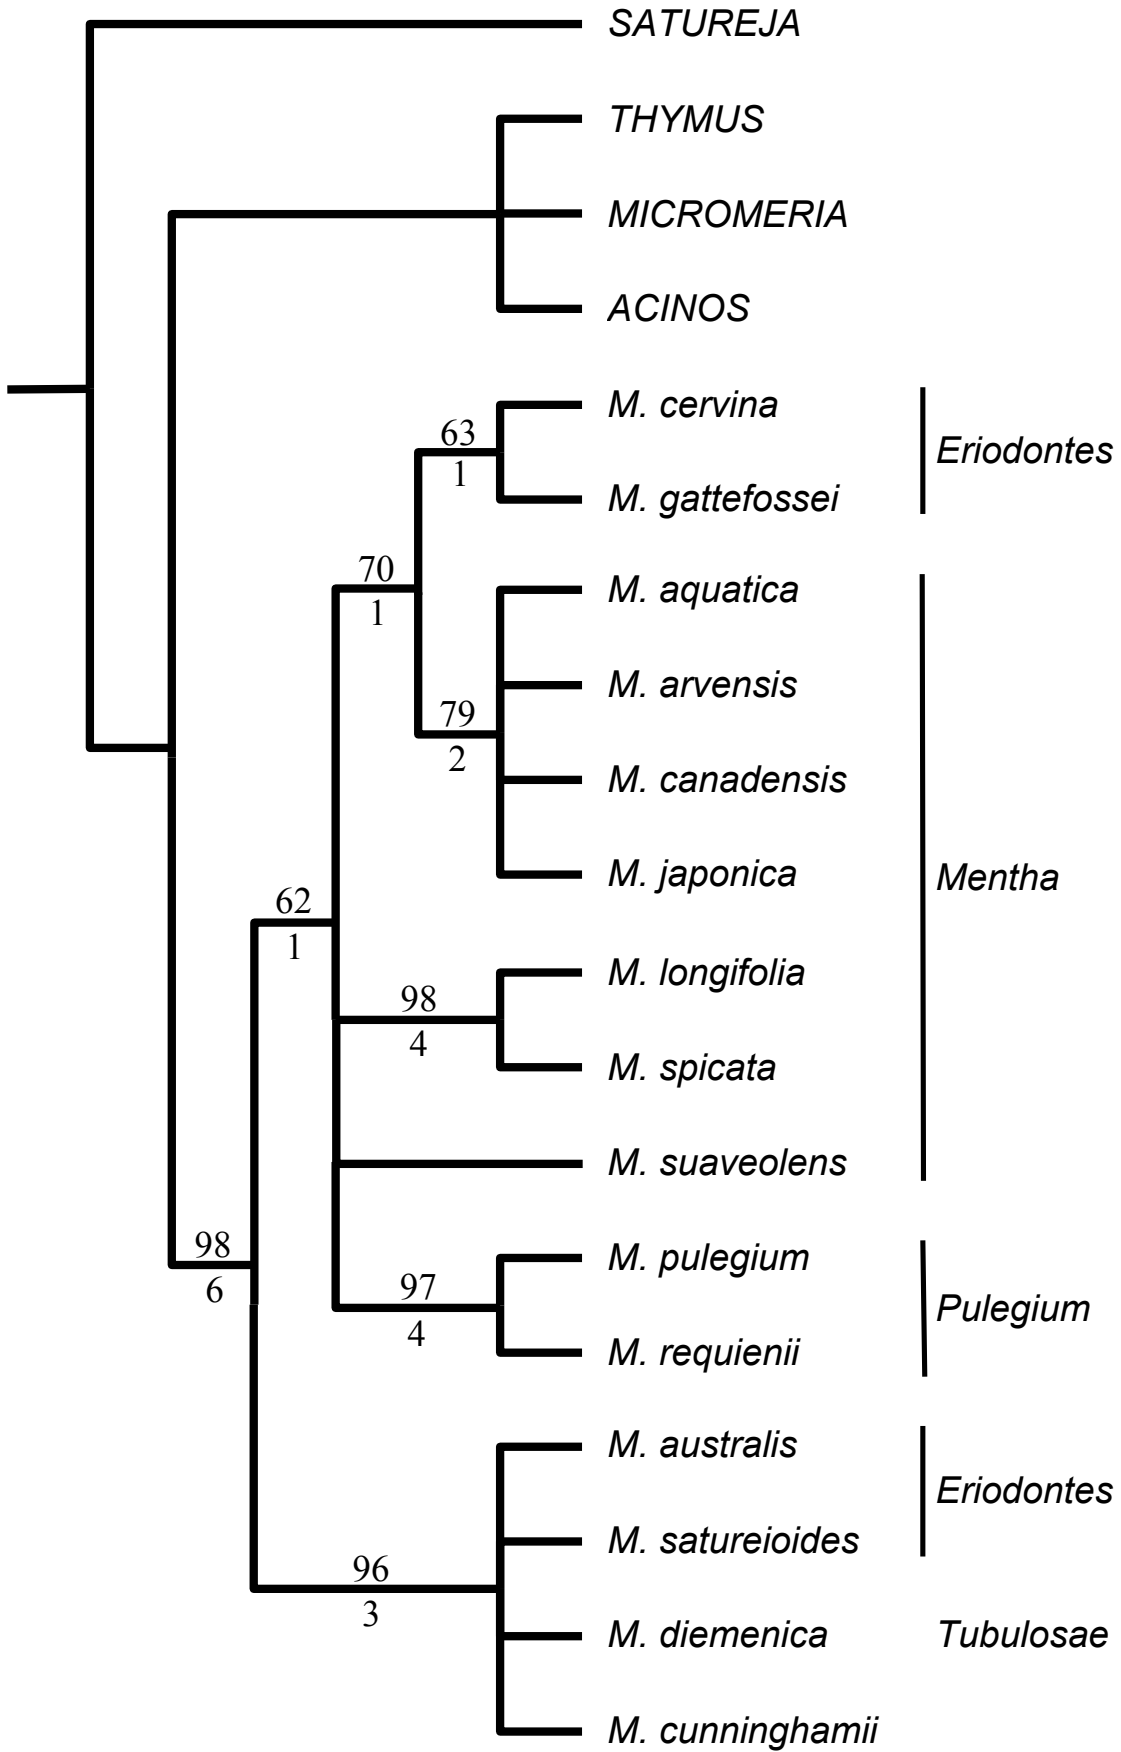 SATUREJA
THYMUS
MICROMERIA
ACINOS
M. cervina
63
Eriodontes
1
M. gattefossei
70
M. aquatica
1
M. arvensis
79
2
M. canadensis
M. japonica
Mentha
62
1
M. longifolia
98
4
M. spicata
M. suaveolens
98
M. pulegium
6
97
Pulegium
4
M. requienii
M. australis
Eriodontes
M. satureioides
96
3
M. diemenica
Tubulosae
M. cunninghamii